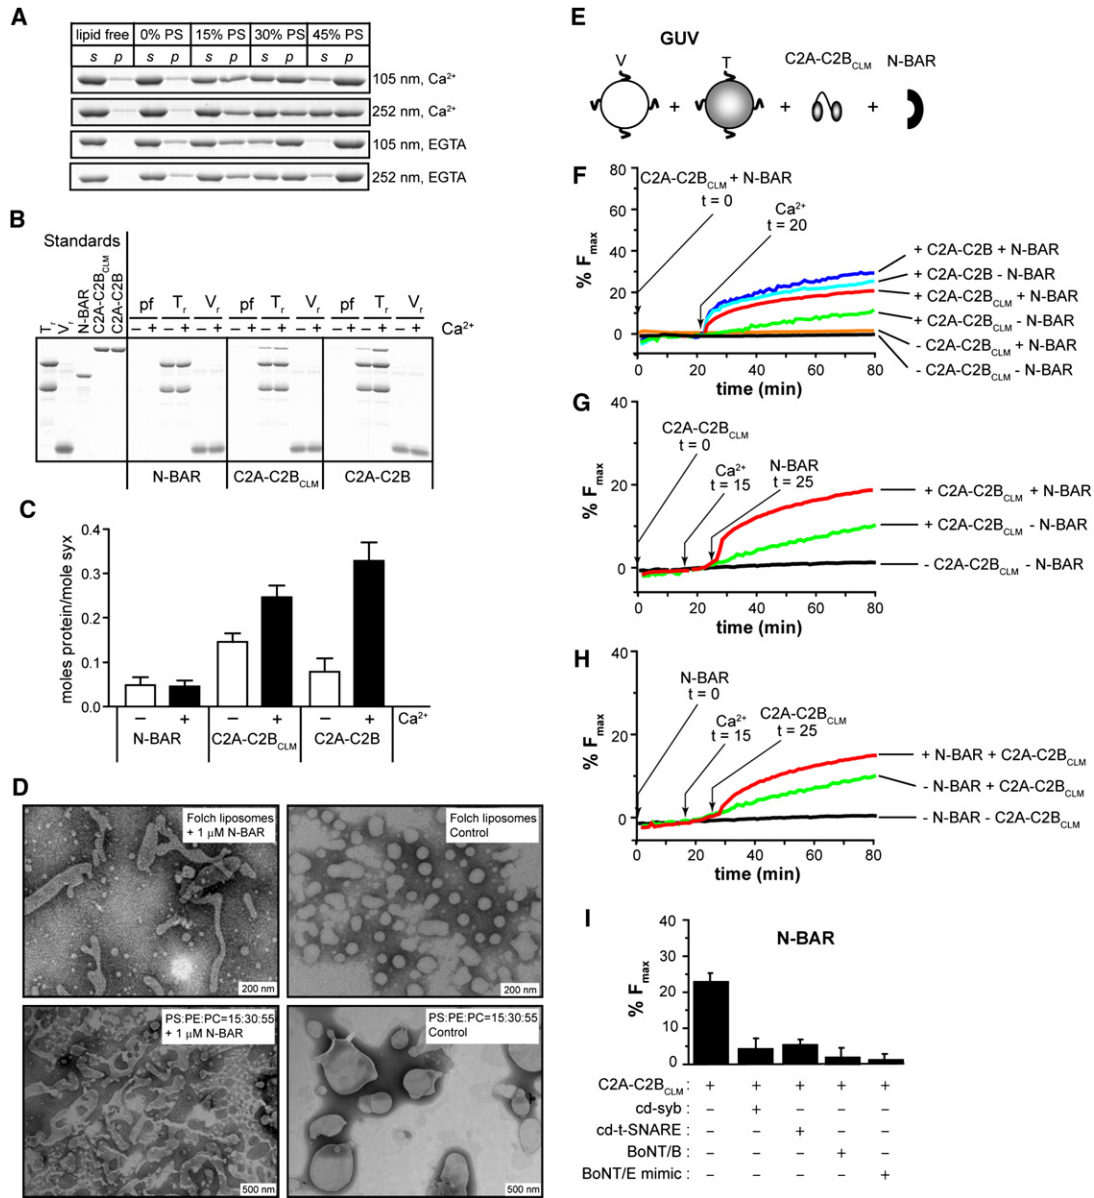 A
lipid free 0% PS 15% PS 30% PS 45% PS
s p s p s p s p s p
105 nm, Ca²⁺
252 nm, Ca²⁺
105 nm, EGTA
252 nm, EGTA
B
Standards
Tr Vr N-BAR C2A-C2BCLM C2A-C2B
pf Tr Vr pf Tr Vr pf Tr Vr
− + − + − + − + − + − + − + − + − + Ca²⁺
N-BAR C2A-C2BCLM C2A-C2B
C
moles protein/mole syx
0.4
0.3
0.2
0.1
0.0
− + − + − + Ca²⁺
N-BAR C2A-C2BCLM C2A-C2B
D
Folch liposomes
+ 1 μM N-BAR
200 nm
Folch liposomes
Control
200 nm
PS:PE:PC=15:30:55
+ 1 μM N-BAR
500 nm
PS:PE:PC=15:30:55
Control
500 nm
E
GUV
V T C2A-C2BCLM N-BAR
+ + +
F
% Fmax
80
60
40
20
0
C2A-C2BCLM + N-BAR
t = 0
Ca²⁺
t = 20
+ C2A-C2B + N-BAR
+ C2A-C2B - N-BAR
+ C2A-C2BCLM + N-BAR
+ C2A-C2BCLM - N-BAR
- C2A-C2BCLM + N-BAR
- C2A-C2BCLM - N-BAR
0 20 40 60 80
time (min)
G
% Fmax
40
20
0
C2A-C2BCLM
t = 0
Ca²⁺
t = 15
N-BAR
t = 25
+ C2A-C2BCLM + N-BAR
+ C2A-C2BCLM - N-BAR
- C2A-C2BCLM - N-BAR
0 20 40 60 80
time (min)
H
% Fmax
40
20
0
N-BAR
t = 0
Ca²⁺
t = 15
C2A-C2BCLM
t = 25
+ N-BAR + C2A-C2BCLM
- N-BAR + C2A-C2BCLM
- N-BAR - C2A-C2BCLM
0 20 40 60 80
time (min)
I
N-BAR
% Fmax
40
30
20
10
0
C2A-C2BCLM : + + + + +
cd-syb : − + − − −
cd-t-SNARE : − − + − −
BoNT/B : − − − + −
BoNT/E mimic : − − − − +